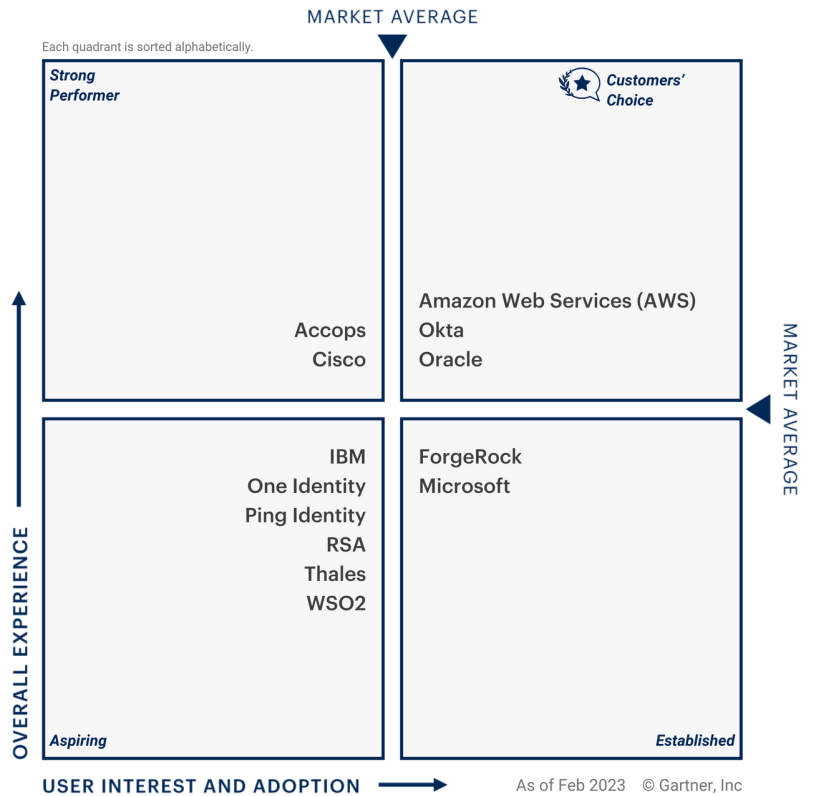 MARKET AVERAGE
Each quadrant is sorted alphabetically.
Strong
Performer
Customers’
Choice
Accops
Cisco
Amazon Web Services (AWS)
Okta
Oracle
MARKET AVERAGE
IBM
One Identity
Ping Identity
RSA
Thales
WSO2
ForgeRock
Microsoft
Aspiring
Established
OVERALL EXPERIENCE
USER INTEREST AND ADOPTION
As of Feb 2023 © Gartner, Inc